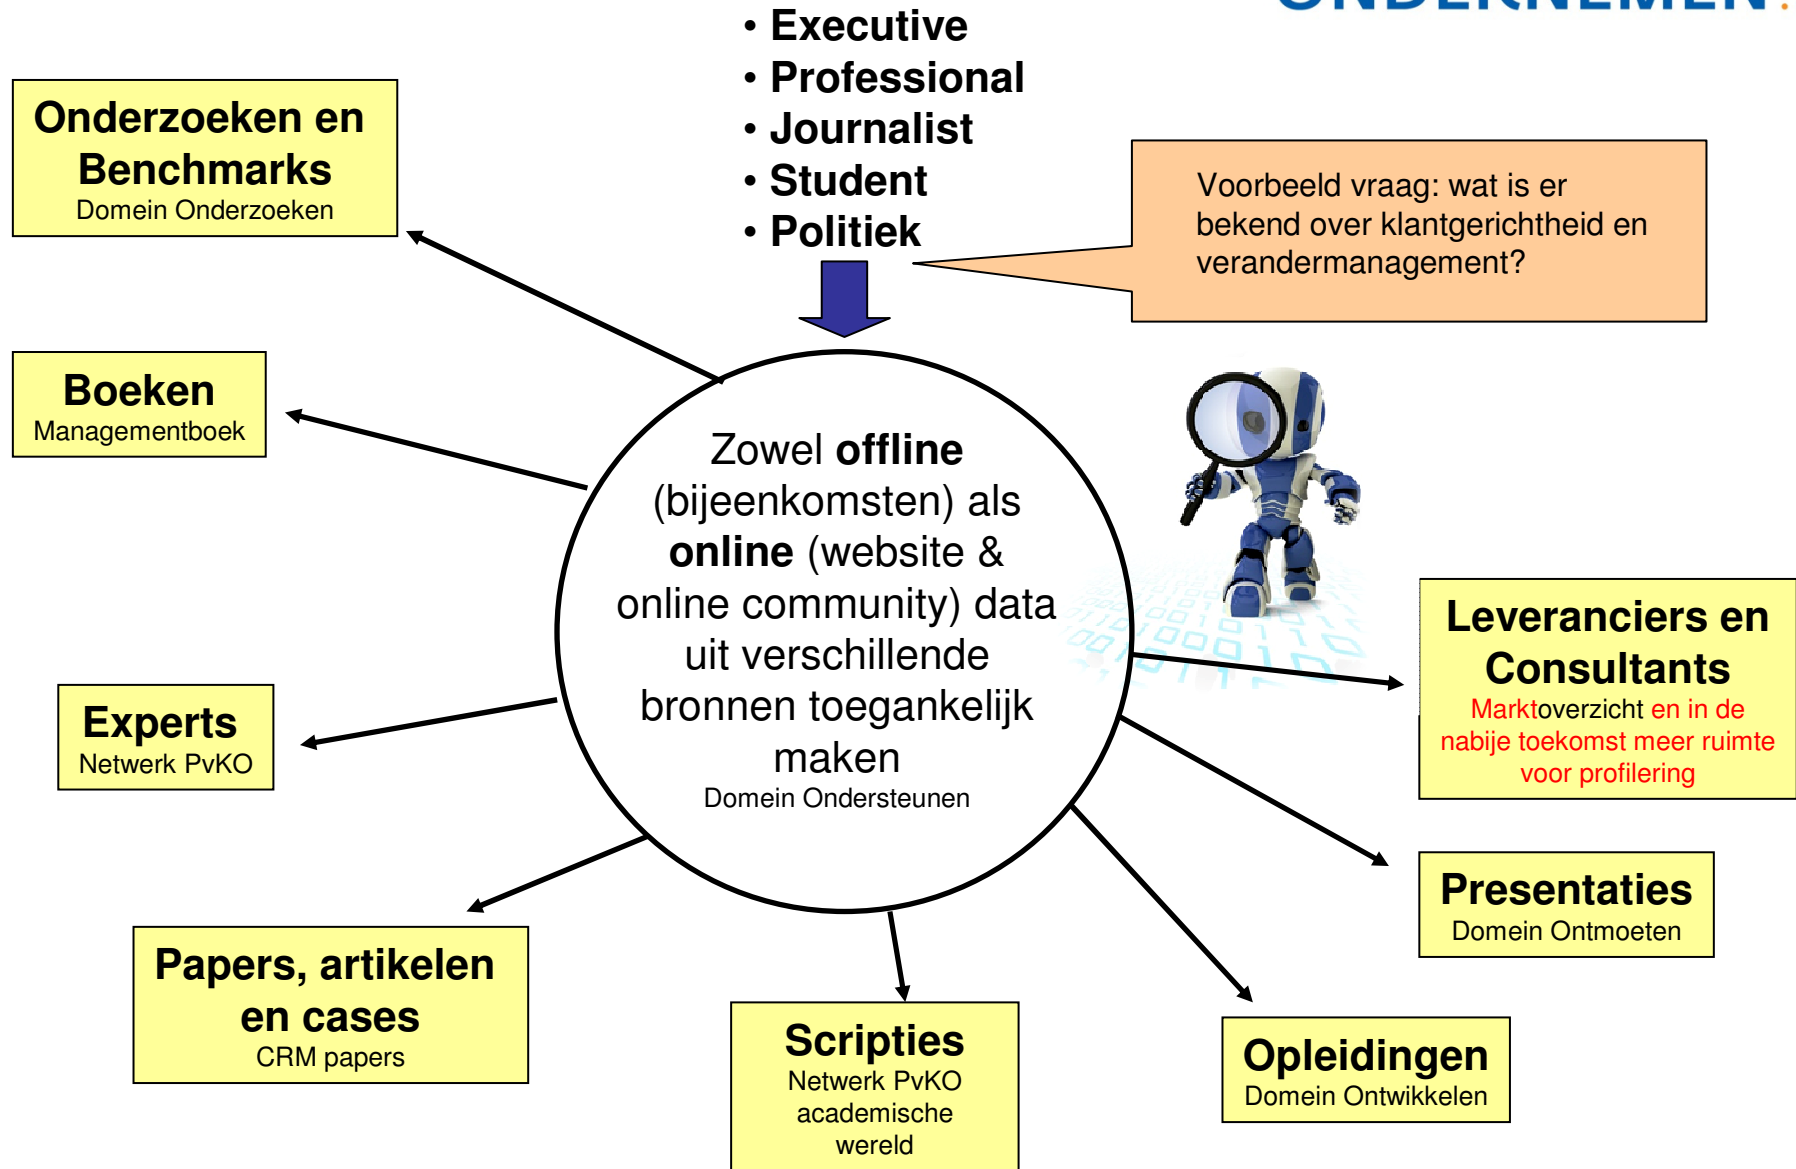 ONDERNEMEN.
• Executive
• Professional
• Journalist
• Student
• Politiek
Onderzoeken en
Benchmarks
Domein Onderzoeken
Voorbeeld vraag: wat is er
bekend over klantgerichtheid en
verandermanagement?
Boeken
Managementboek
Zowel offline
(bijeenkomsten) als
online (website &
online community) data
uit verschillende
bronnen toegankelijk
maken
Domein Ondersteunen
Experts
Netwerk PvKO
Leveranciers en
Consultants
Marktoverzicht en in de
nabije toekomst meer ruimte
voor profilering
Presentaties
Domein Ontmoeten
Papers, artikelen
en cases
CRM papers
Scripties
Netwerk PvKO
academische
wereld
Opleidingen
Domein Ontwikkelen